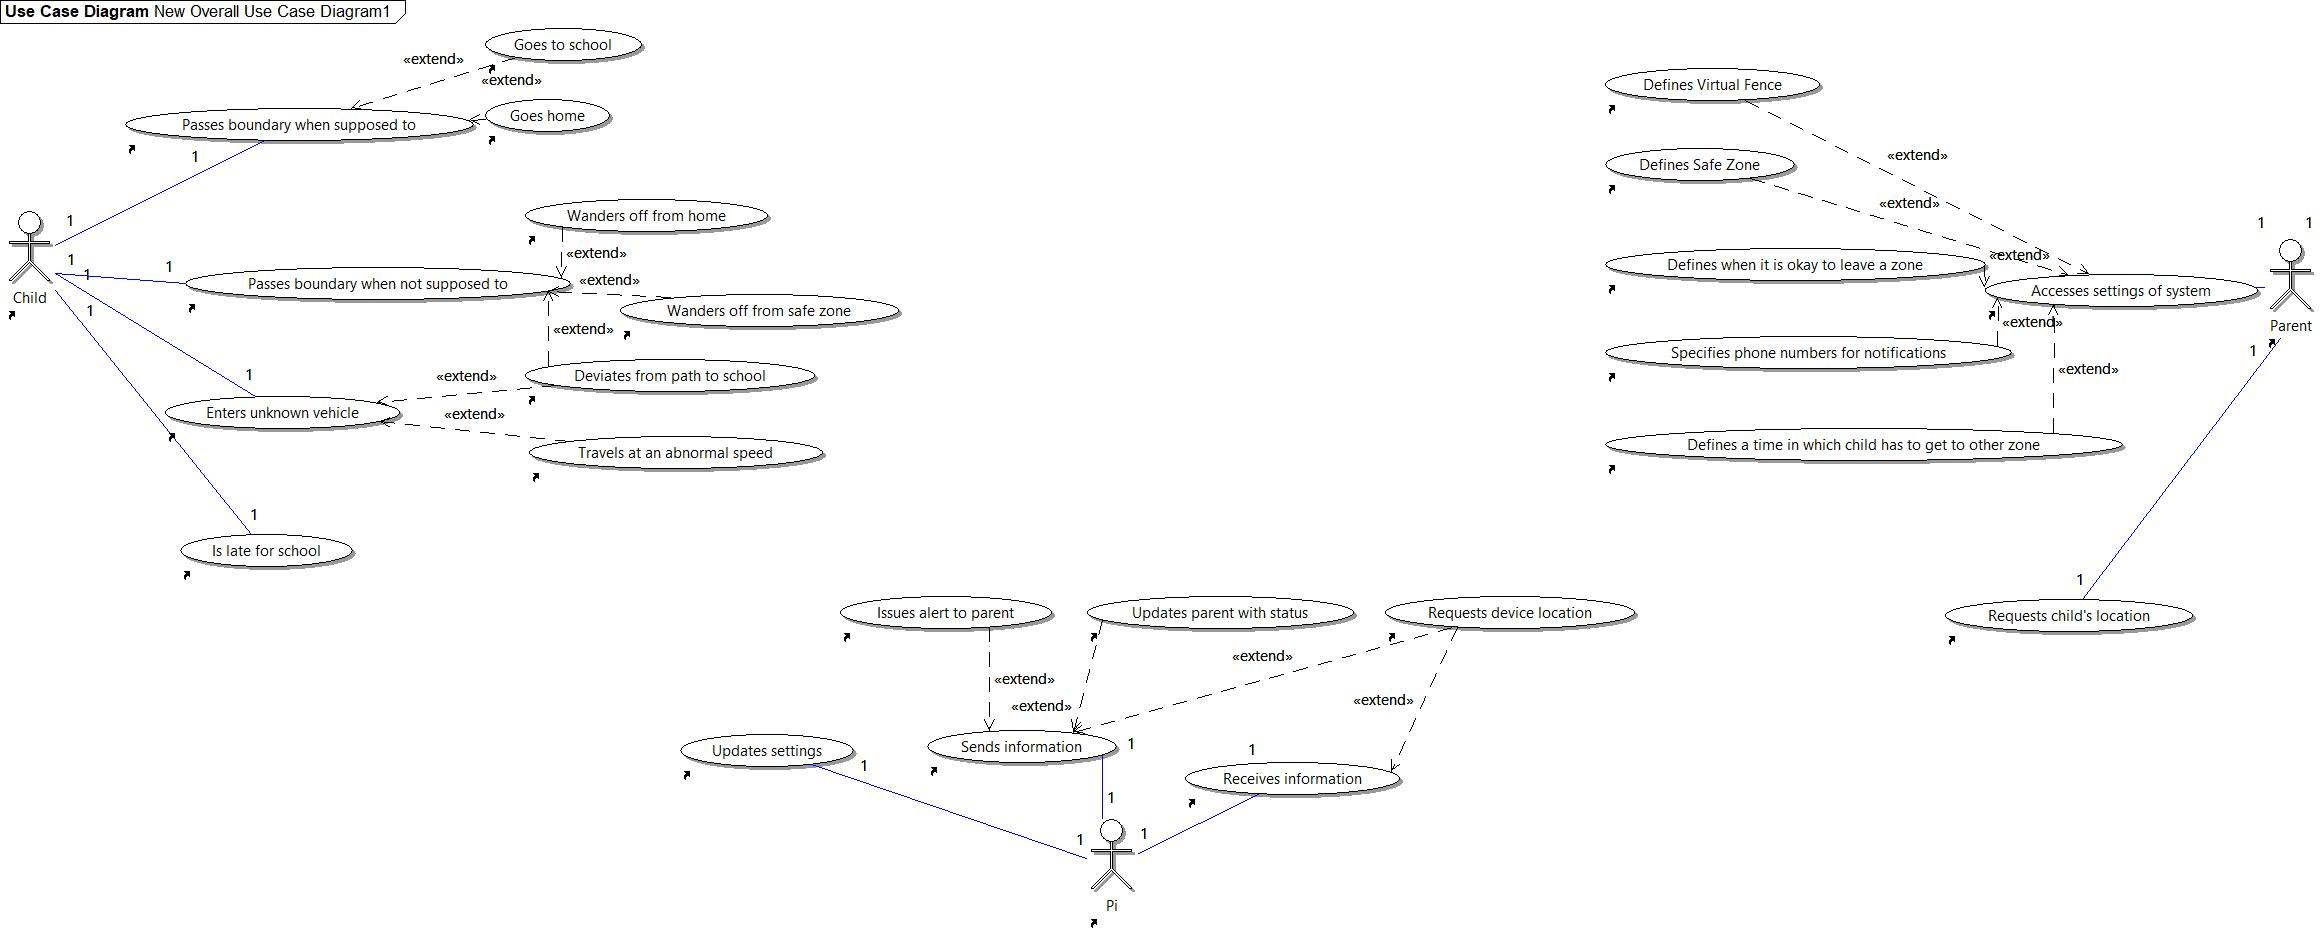 Use Case Diagram New Overall Use Case Diagram1
Goes to school
«extend»
«extend»
Goes home
Passes boundary when supposed to
1
1
Wanders off from home
«extend»
1
1
1
«extend»
Passes boundary when not supposed to
Child
Wanders off from safe zone
1
«extend»
Deviates from path to school
1
«extend»
Enters unknown vehicle
«extend»
Travels at an abnormal speed
1
Is late for school
Defines Virtual Fence
«extend»
Defines Safe Zone
«extend»
1
1
«extend»
Defines when it is okay to leave a zone
Accesses settings of system
Parent
«extend»
Specifies phone numbers for notifications
1
«extend»
Defines a time in which child has to get to other zone
1
Requests child's location
Issues alert to parent
Updates parent with status
Requests device location
«extend»
«extend»
«extend»
«extend»
Updates settings
Sends information
1
1
1
Receives information
1
1
1
Pi